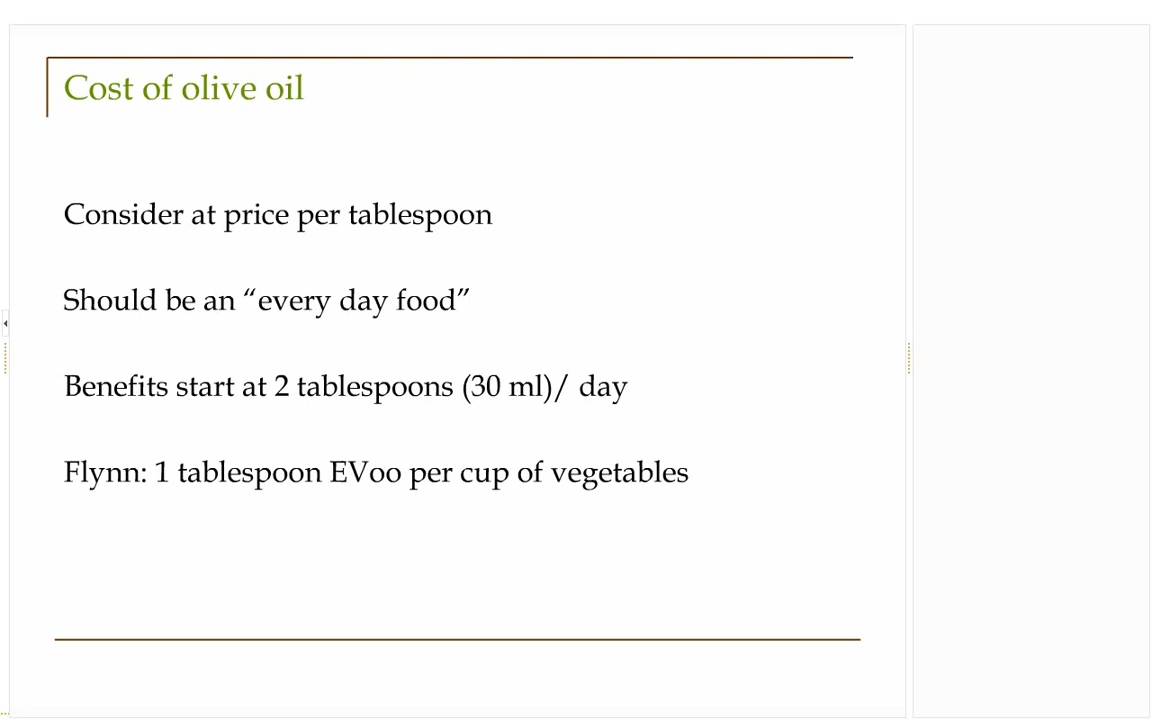 Cost of olive oil
Consider at price per tablespoon
Should be an “every day food”
Benefits start at 2 tablespoons (30 ml)/ day
Flynn: 1 tablespoon EVoo per cup of vegetables